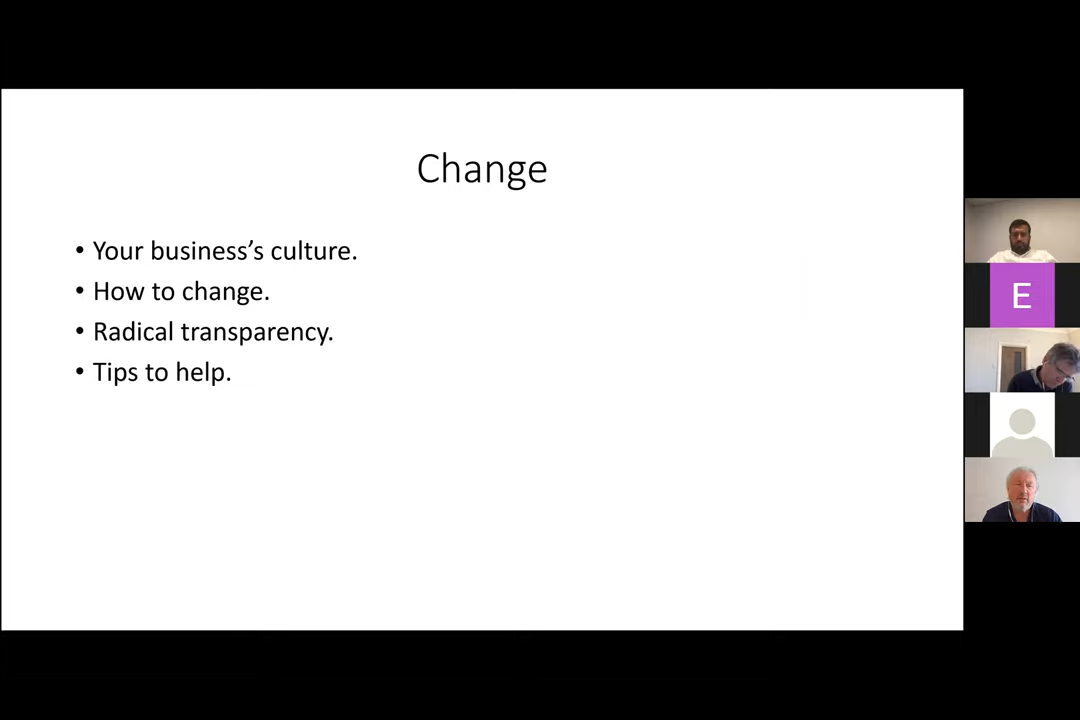 Change
• Your business’s culture.
• How to change.
• Radical transparency.
• Tips to help.
E